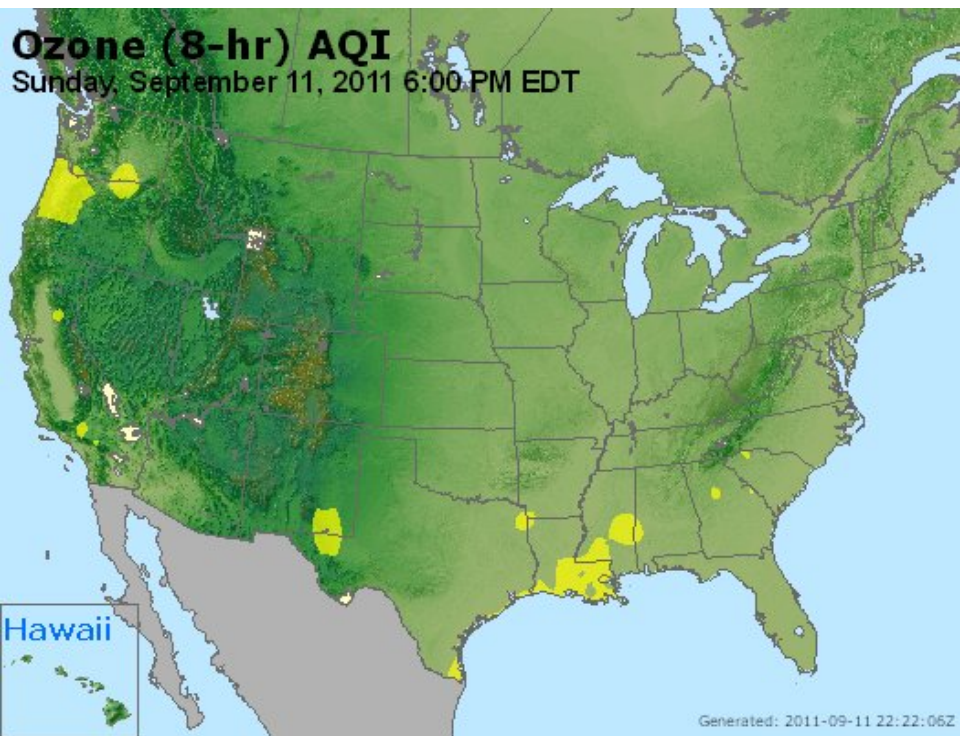 Ozone (8-hr) AQI
Sunday, September 11, 2011 6:00 PM EDT
Hawaii
Generated: 2011-09-11 22:22:06Z